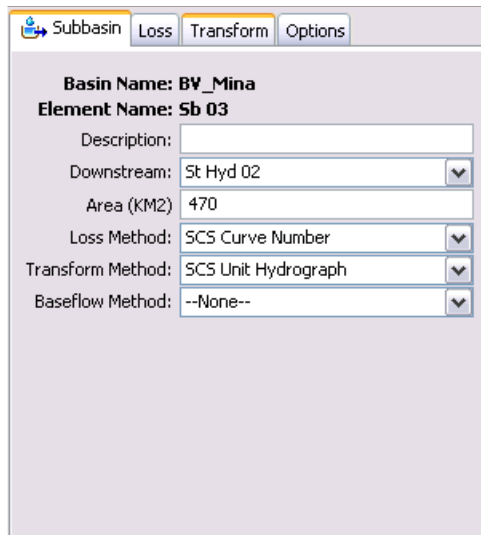 Subbasin Loss Transform Options
Basin Name: BV_Mina
Element Name: Sb 03
Description:
Downstream: St Hyd 02
Area (KM2) 470
Loss Method: SCS Curve Number
Transform Method: SCS Unit Hydrograph
Baseflow Method: --None--